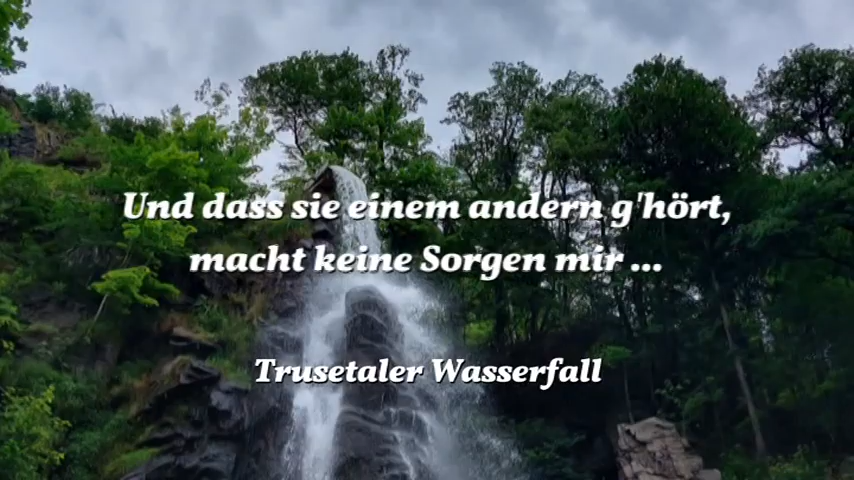 Und dass sie einem andern g'hört,
macht keine Sorgen mir ...
Trusetaler Wasserfall